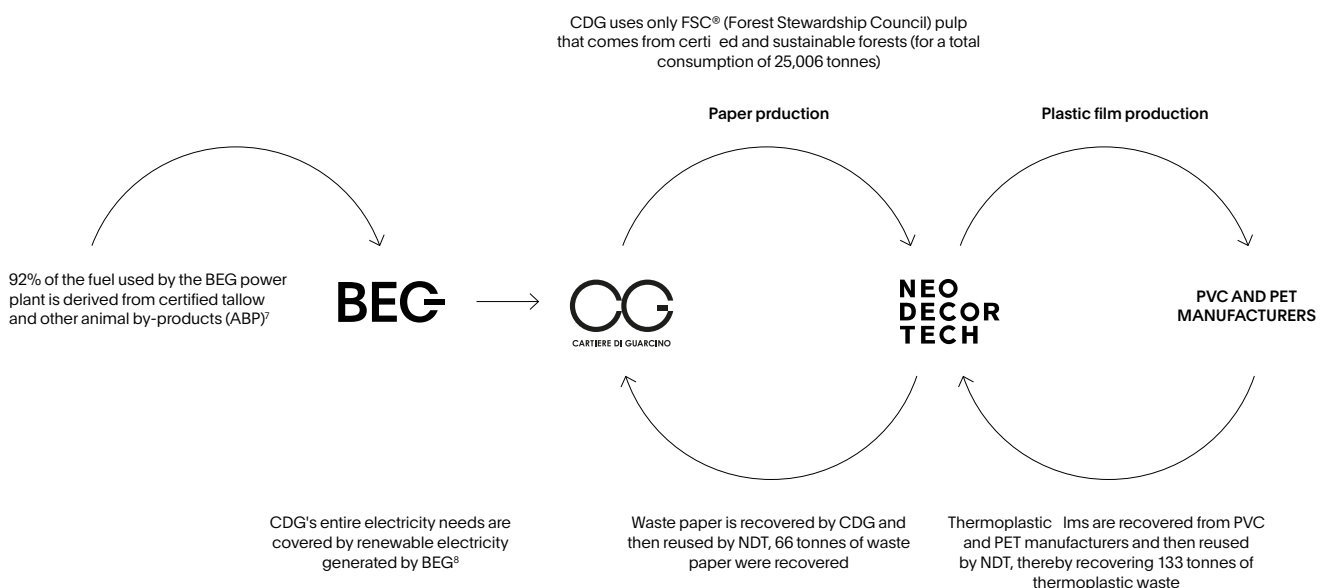 CDG uses only FSC® (Forest Stewardship Council) pulp
that comes from certi ed and sustainable forests (for a total
consumption of 25,006 tonnes)
Paper prduction
Plastic film production
92% of the fuel used by the BEG power
plant is derived from certified tallow
and other animal by-products (ABP)⁷
BEG
CG
CARTIERE DI GUARCINO
NEO
DECOR
TECH
PVC AND PET
MANUFACTURERS
CDG's entire electricity needs are
covered by renewable electricity
generated by BEG⁸
Waste paper is recovered by CDG and
then reused by NDT, 66 tonnes of waste
paper were recovered
Thermoplastic lms are recovered from PVC
and PET manufacturers and then reused
by NDT, thereby recovering 133 tonnes of
thermoplastic waste